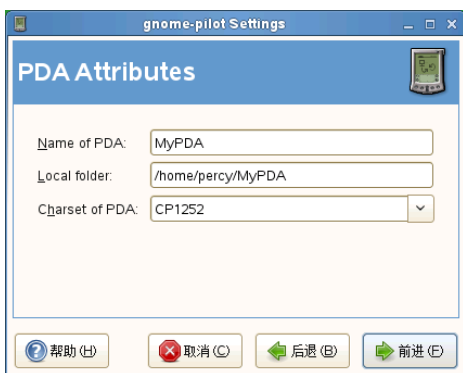 gnome-pilot Settings
PDA Attributes
Name of PDA: MyPDA
Local folder: /home/percy/MyPDA
Charset of PDA: CP1252
帮助(H) 取消(C) 后退(B) 前进(F)